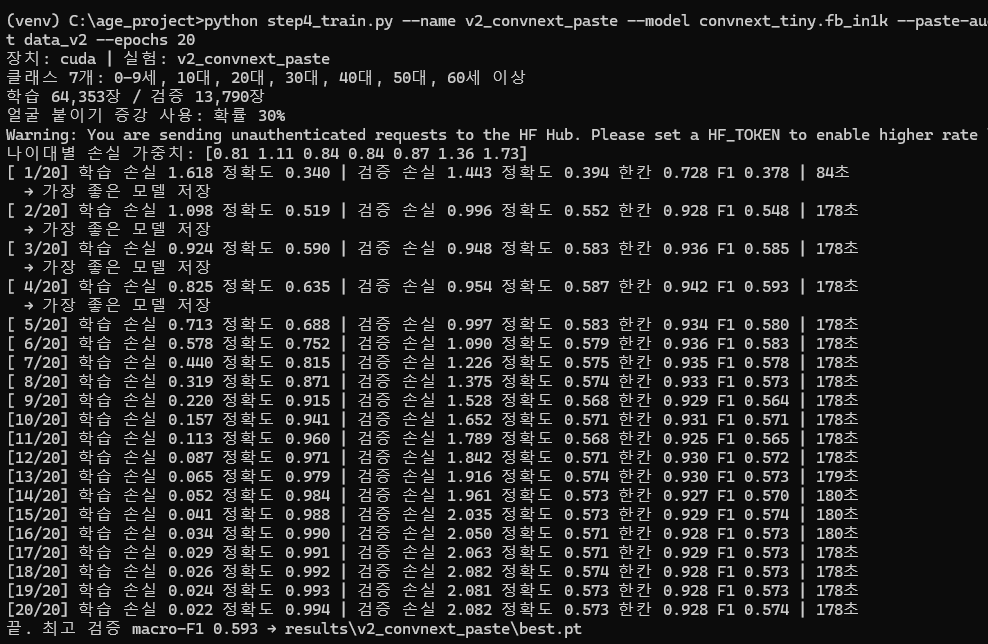 (venv) C:\age_project>python step4_train.py --name v2_convnext_paste --model convnext_tiny.fb_in1k --paste-au
t data_v2 --epochs 20
장치: cuda | 실험: v2_convnext_paste
클래스 7개: 0-9세, 10대, 20대, 30대, 40대, 50대, 60세 이상
학습 64,353장 / 검증 13,790장
얼굴 붙이기 증강 사용: 확률 30%
Warning: You are sending unauthenticated requests to the HF Hub. Please set a HF_TOKEN to enable higher rate
나이대별 손실 가중치: [0.81 1.11 0.84 0.84 0.87 1.36 1.73]
[ 1/20] 학습 손실 1.618 정확도 0.340 | 검증 손실 1.443 정확도 0.394 한칸 0.728 F1 0.378 | 84초
→ 가장 좋은 모델 저장
[ 2/20] 학습 손실 1.098 정확도 0.519 | 검증 손실 0.996 정확도 0.552 한칸 0.928 F1 0.548 | 178초
→ 가장 좋은 모델 저장
[ 3/20] 학습 손실 0.924 정확도 0.590 | 검증 손실 0.948 정확도 0.583 한칸 0.936 F1 0.585 | 178초
→ 가장 좋은 모델 저장
[ 4/20] 학습 손실 0.825 정확도 0.635 | 검증 손실 0.954 정확도 0.587 한칸 0.942 F1 0.593 | 178초
→ 가장 좋은 모델 저장
[ 5/20] 학습 손실 0.713 정확도 0.688 | 검증 손실 0.997 정확도 0.583 한칸 0.934 F1 0.580 | 178초
[ 6/20] 학습 손실 0.578 정확도 0.752 | 검증 손실 1.090 정확도 0.579 한칸 0.936 F1 0.583 | 178초
[ 7/20] 학습 손실 0.440 정확도 0.815 | 검증 손실 1.226 정확도 0.575 한칸 0.935 F1 0.578 | 178초
[ 8/20] 학습 손실 0.319 정확도 0.871 | 검증 손실 1.375 정확도 0.574 한칸 0.933 F1 0.573 | 178초
[ 9/20] 학습 손실 0.220 정확도 0.915 | 검증 손실 1.528 정확도 0.568 한칸 0.929 F1 0.564 | 178초
[10/20] 학습 손실 0.157 정확도 0.941 | 검증 손실 1.652 정확도 0.571 한칸 0.931 F1 0.571 | 178초
[11/20] 학습 손실 0.113 정확도 0.960 | 검증 손실 1.789 정확도 0.568 한칸 0.925 F1 0.565 | 178초
[12/20] 학습 손실 0.087 정확도 0.971 | 검증 손실 1.842 정확도 0.571 한칸 0.930 F1 0.572 | 178초
[13/20] 학습 손실 0.065 정확도 0.979 | 검증 손실 1.916 정확도 0.574 한칸 0.930 F1 0.573 | 179초
[14/20] 학습 손실 0.052 정확도 0.984 | 검증 손실 1.961 정확도 0.573 한칸 0.927 F1 0.570 | 180초
[15/20] 학습 손실 0.041 정확도 0.988 | 검증 손실 2.035 정확도 0.573 한칸 0.929 F1 0.574 | 180초
[16/20] 학습 손실 0.034 정확도 0.990 | 검증 손실 2.050 정확도 0.571 한칸 0.928 F1 0.573 | 180초
[17/20] 학습 손실 0.029 정확도 0.991 | 검증 손실 2.063 정확도 0.571 한칸 0.929 F1 0.573 | 178초
[18/20] 학습 손실 0.026 정확도 0.992 | 검증 손실 2.082 정확도 0.574 한칸 0.928 F1 0.573 | 178초
[19/20] 학습 손실 0.024 정확도 0.993 | 검증 손실 2.081 정확도 0.573 한칸 0.928 F1 0.573 | 178초
[20/20] 학습 손실 0.022 정확도 0.994 | 검증 손실 2.082 정확도 0.573 한칸 0.928 F1 0.574 | 178초
끝. 최고 검증 macro-F1 0.593 → results\v2_convnext_paste\best.pt